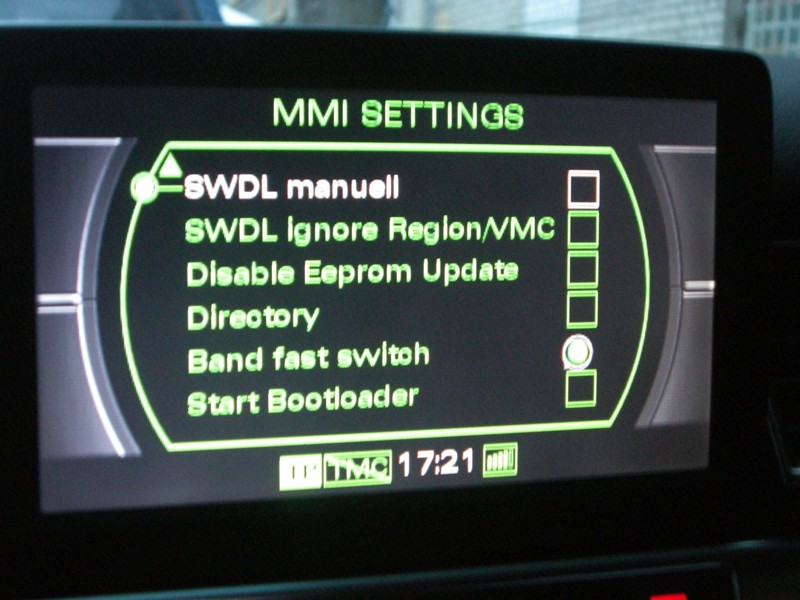 MMI SETTINGS
SWDL manuell
SWDL ignore Region/VMC
Disable Eeprom Update
Directory
Band fast switch
Start Bootloader
TP TMC 17:21